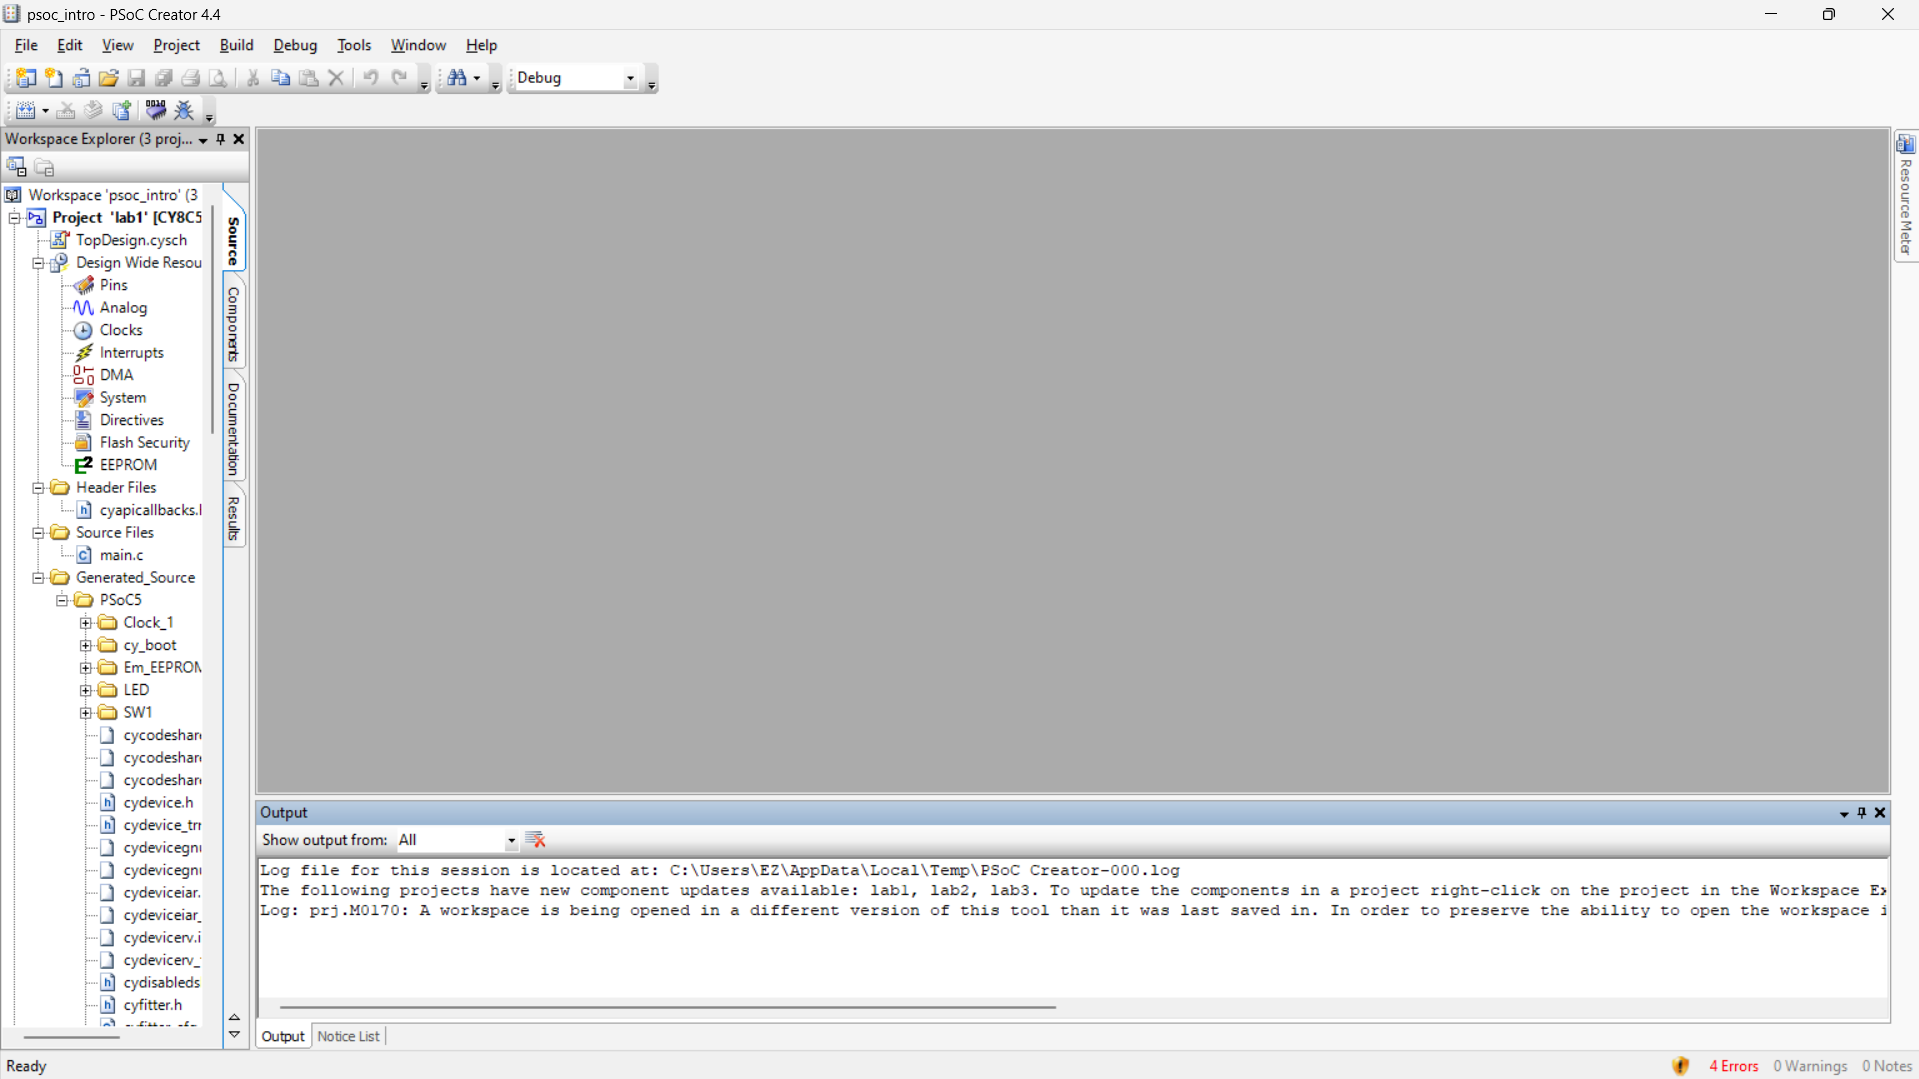 psoc_intro - PSoC Creator 4.4
File Edit View Project Build Debug Tools Window Help
Debug
Workspace Explorer (3 proj...
Workspace 'psoc_intro' (3
Project 'lab1' [CY8C5
TopDesign.cysch
Design Wide Resou
Pins
Analog
Clocks
Interrupts
DMA
System
Directives
Flash Security
EEPROM
Header Files
cyapicallbacks.l
Source Files
main.c
Generated_Source
PSoC5
Clock_1
cy_boot
Em_EEPROM
LED
SW1
cycodeshar
cycodeshar
cycodeshar
cydevice.h
cydevice_tr
cydevicegn
cydevicegn
cydeviceiar.
cydeviceiar_
cydevicerv.i
cydevicerv_
cydisableds
cyfitter.h
Source
Components
Documentation
Results
Resource Meter
Output
Show output from: All
Log file for this session is located at: C:\Users\EZ\AppData\Local\Temp\PSoC Creator-000.log
The following projects have new component updates available: lab1, lab2, lab3. To update the components in a project right-click on the project in the Workspace Ex
Log: prj.M0170: A workspace is being opened in a different version of this tool than it was last saved in. In order to preserve the ability to open the workspace i
Output Notice List
Ready
4 Errors 0 Warnings 0 Notes